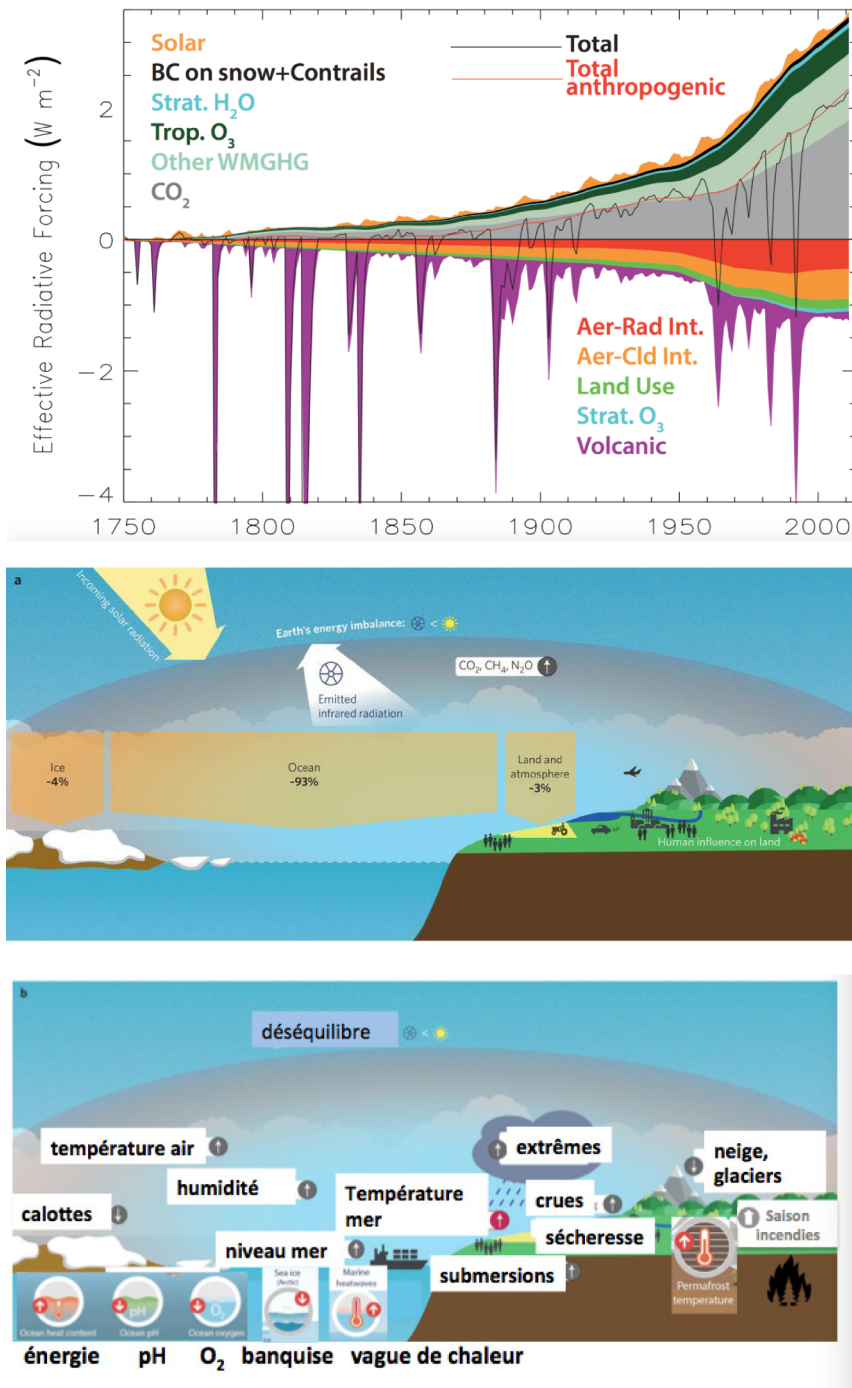 Solar
BC on snow+Contrails
Strat. H₂O
Trop. O₃
Other WMGHG
CO₂
Total
Total anthropogenic
Effective Radiative Forcing (W m⁻²)
2
0
−2
−4
Aer-Rad Int.
Aer-Cld Int.
Land Use
Strat. O₃
Volcanic
1750 1800 1850 1900 1950 2000
a
Incoming solar radiation
Earth's energy imbalance: <
CO₂, CH₄, N₂O
Emitted
infrared radiation
Ice
-4%
Ocean
-93%
Land and
atmosphere
-3%
Human influence on land
b
déséquilibre <
température air
extrêmes
neige,
glaciers
humidité
Température
mer
crues
calottes
Saison
incendies
sécheresse
niveau mer
submersions
Sea ice
(Arctic)
Marine
heatwaves
Permafrost
temperature
pH
O₂
Ocean heat content
Ocean pH
Ocean oxygen
énergie pH O₂ banquise vague de chaleur